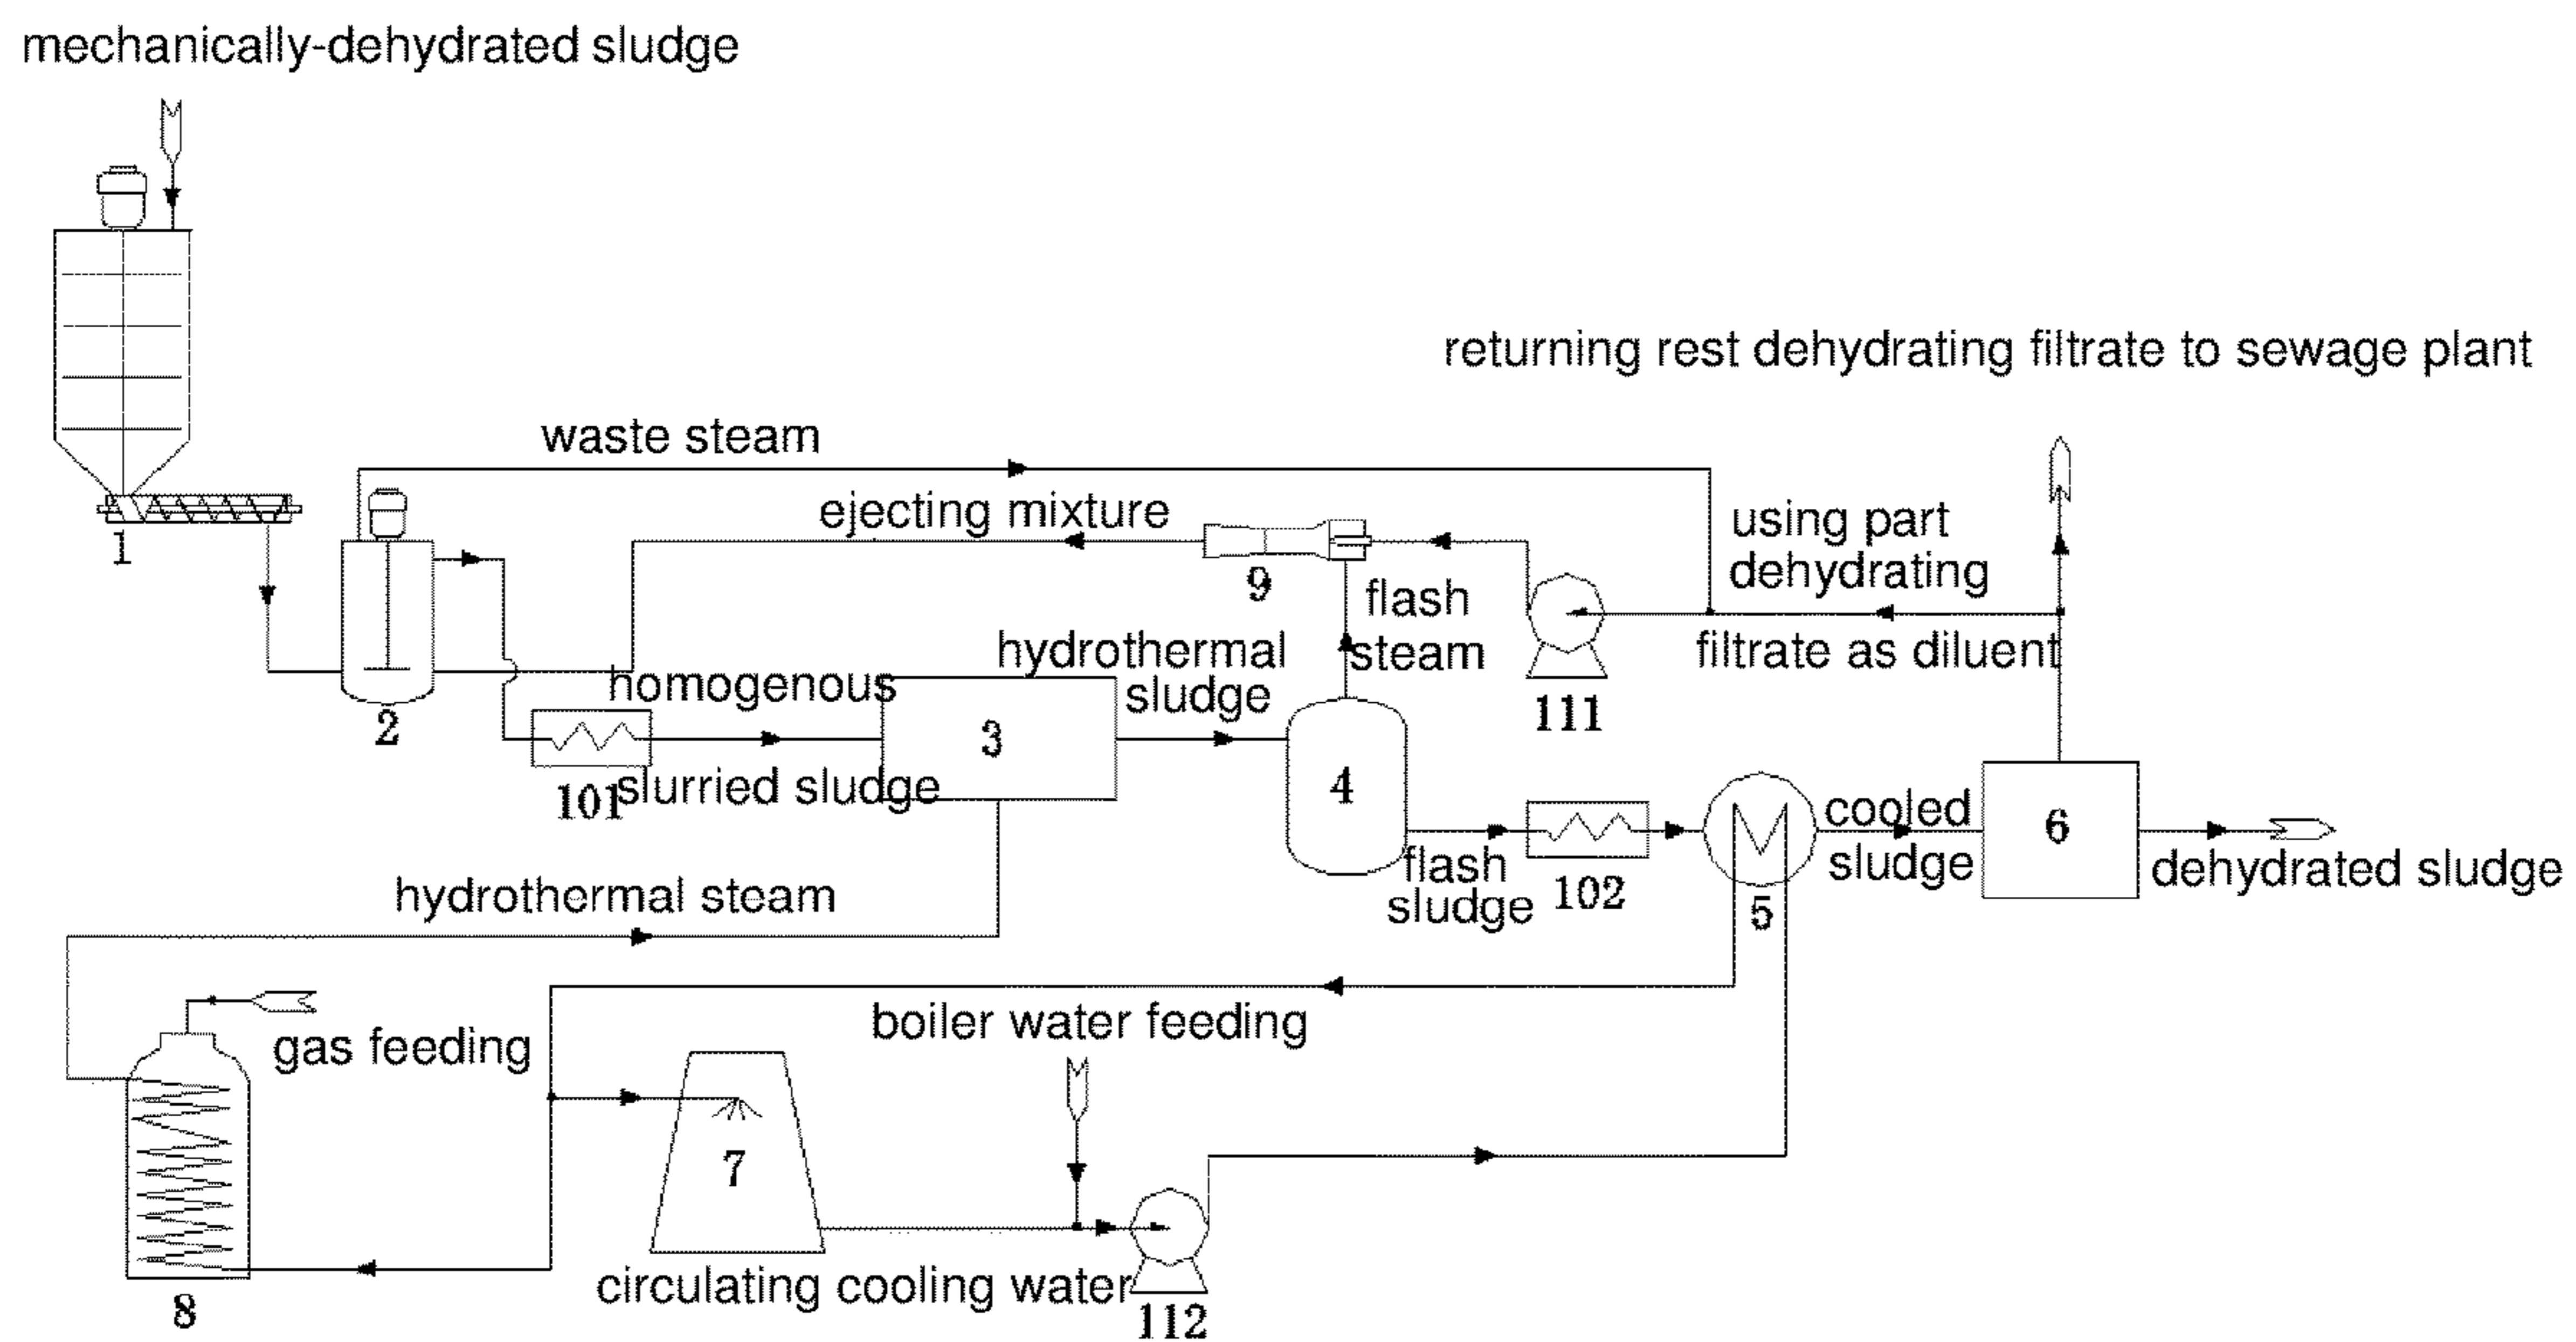 mechanically-dehydrated sludge
returning rest dehydrating filtrate to sewage plant
waste steam
ejecting mixture
using part
dehydrating
1
9
flash
steam
filtrate as diluent
hydrothermal
sludge
homogenous
2
111
3
4
101
slurried sludge
cooled
sludge
6
flash
sludge
102
5
dehydrated sludge
hydrothermal steam
boiler water feeding
gas feeding
7
circulating cooling water
8
112